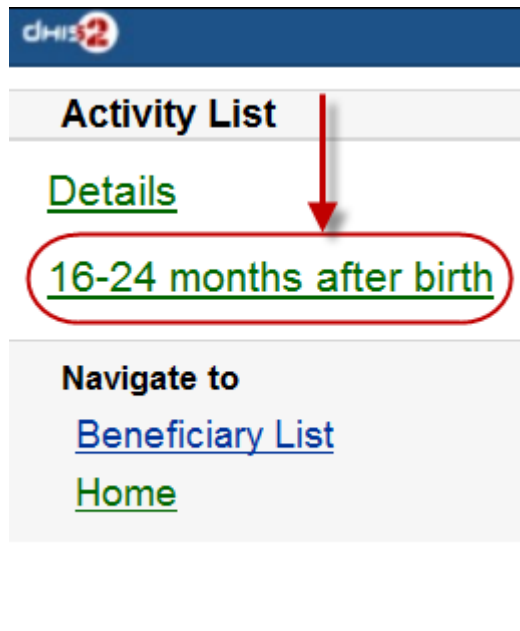 dHIS2
Activity List
Details
16-24 months after birth
Navigate to
Beneficiary List
Home